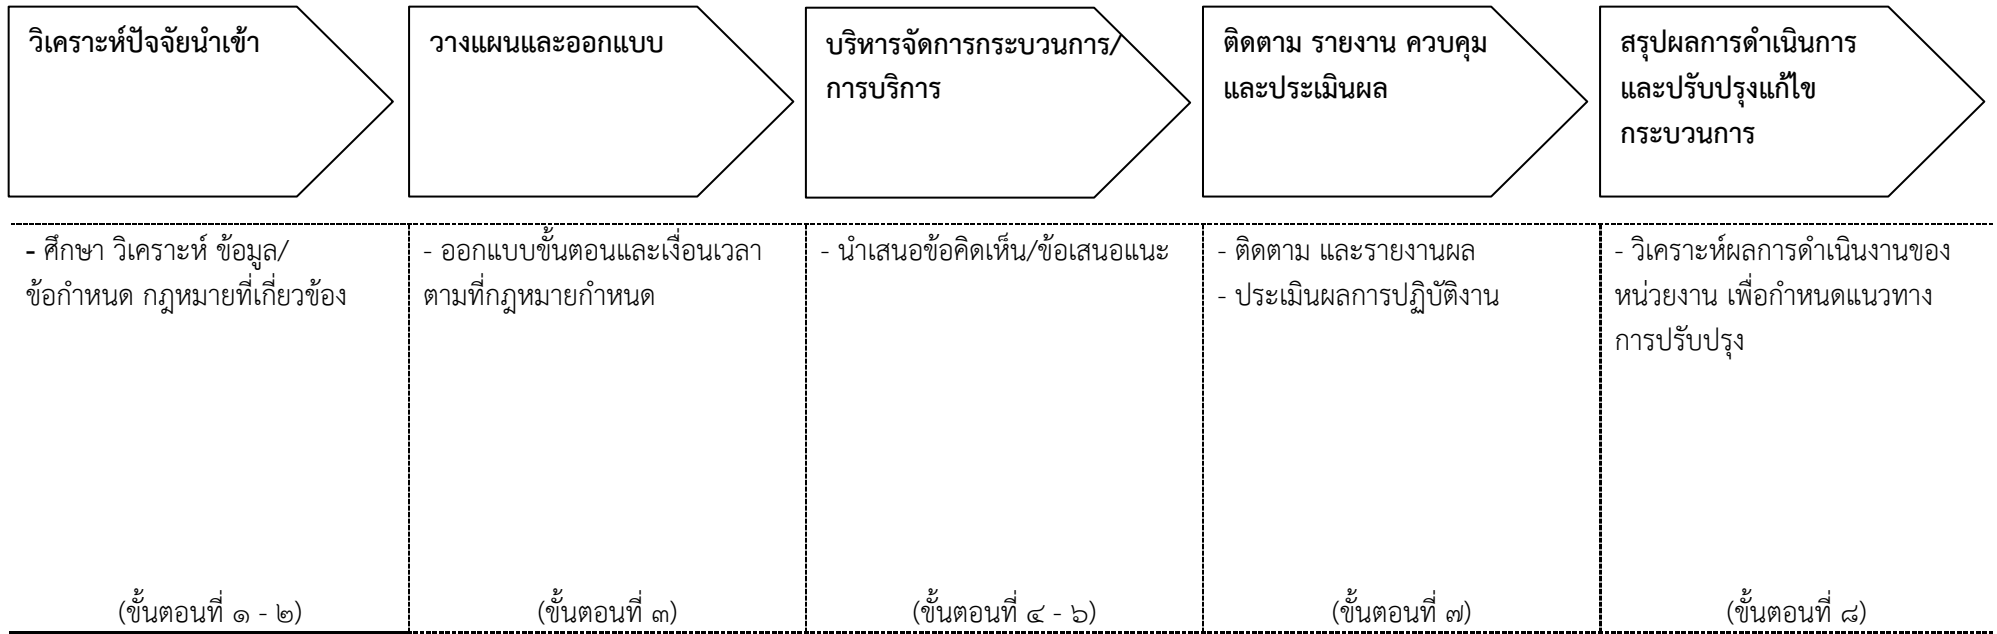 วิเคราะห์ปัจจัยนำเข้า
วางแผนและออกแบบ
บริหารจัดการกระบวนการ/
การบริการ
ติดตาม รายงาน ควบคุม
และประเมินผล
สรุปผลการดำเนินการ
และปรับปรุงแก้ไข
กระบวนการ
- ศึกษา วิเคราะห์ ข้อมูล/
ข้อกำหนด กฎหมายที่เกี่ยวข้อง
- ออกแบบขั้นตอนและเงื่อนเวลา
ตามที่กฎหมายกำหนด
- นำเสนอข้อคิดเห็น/ข้อเสนอแนะ
- ติดตาม และรายงานผล
- ประเมินผลการปฏิบัติงาน
- วิเคราะห์ผลการดำเนินงานของ
หน่วยงาน เพื่อกำหนดแนวทาง
การปรับปรุง
(ขั้นตอนที่ ๑ - ๒)
(ขั้นตอนที่ ๓)
(ขั้นตอนที่ ๔ - ๖)
(ขั้นตอนที่ ๗)
(ขั้นตอนที่ ๘)